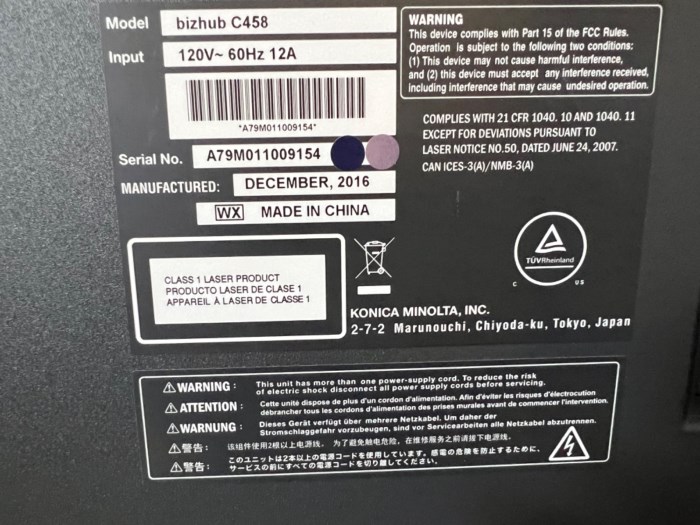 Model bizhub C458
Input 120V~ 60Hz 12A
*A79M011009154*
Serial No. A79M011009154
MANUFACTURED: DECEMBER, 2016
WX MADE IN CHINA
WARNING
This device complies with Part 15 of the FCC Rules.
Operation is subject to the following two conditions:
(1) This device may not cause harmful interference,
and (2) this device must accept any interference received,
including interference that may cause undesired operation.
COMPLIES WITH 21 CFR 1040. 10 AND 1040. 11
EXCEPT FOR DEVIATIONS PURSUANT TO
LASER NOTICE NO.50, DATED JUNE 24, 2007.
CAN ICES-3(A)/NMB-3(A)
CLASS 1 LASER PRODUCT
PRODUCTO LASER DE CLASE 1
APPAREIL À LASER DE CLASSE 1
TÜVRheinland
C US
KONICA MINOLTA, INC.
2-7-2 Marunouchi, Chiyoda-ku, Tokyo, Japan
WARNING : This unit has more than one power-supply cord. To reduce the risk
of electric shock disconnect all power supply cords before servicing.
ATTENTION : Cette unité dispose de plus d'un cordon d'alimentation. Afin d'éviter les risques d'électrocution
débrancher tous les cordons d'alimentation des prises murales avant de commencer l'intervention.
WARNUNG : Dieses Gerät verfügt über mehrere Netzkabel. Um daher der
Stromschlaggefahr vorzubeugen, sind vor Servicearbeiten alle Netzkabel abzutrennen.
警告: 该组件使用2根以上电源线。 为了避免触电危险, 在维修服务之前请拔下电源线。
警告: このユニットは2本以上の電源コードを使用しています。感電の危険を防止するために、
サービスの前にすべての電源コードを切り離してください。